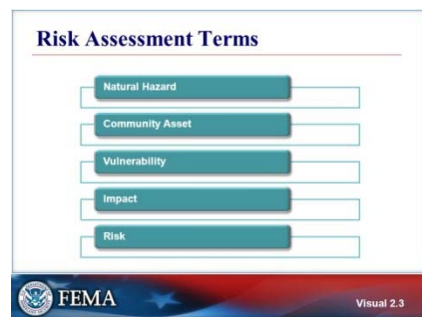 Risk Assessment Terms
Natural Hazard
Community Asset
Vulnerability
Impact
Risk
FEMA
Visual 2.3